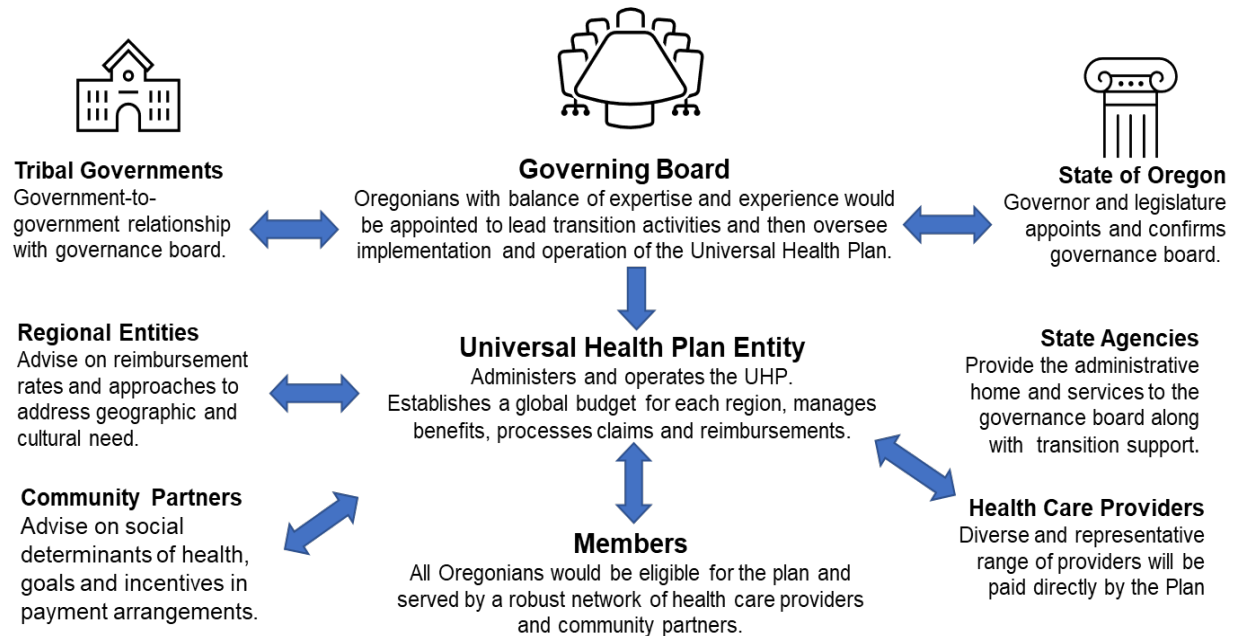 Tribal Governments
Government-to-
government relationship
with governance board.
Governing Board
Oregonians with balance of expertise and experience would
be appointed to lead transition activities and then oversee
implementation and operation of the Universal Health Plan.
State of Oregon
Governor and legislature
appoints and confirms
governance board.
Regional Entities
Advise on reimbursement
rates and approaches to
address geographic and
cultural need.
Universal Health Plan Entity
Administers and operates the UHP.
Establishes a global budget for each region, manages
benefits, processes claims and reimbursements.
State Agencies
Provide the administrative
home and services to the
governance board along
with transition support.
Community Partners
Advise on social
determinants of health,
goals and incentives in
payment arrangements.
Members
All Oregonians would be eligible for the plan and
served by a robust network of health care providers
and community partners.
Health Care Providers
Diverse and representative
range of providers will be
paid directly by the Plan